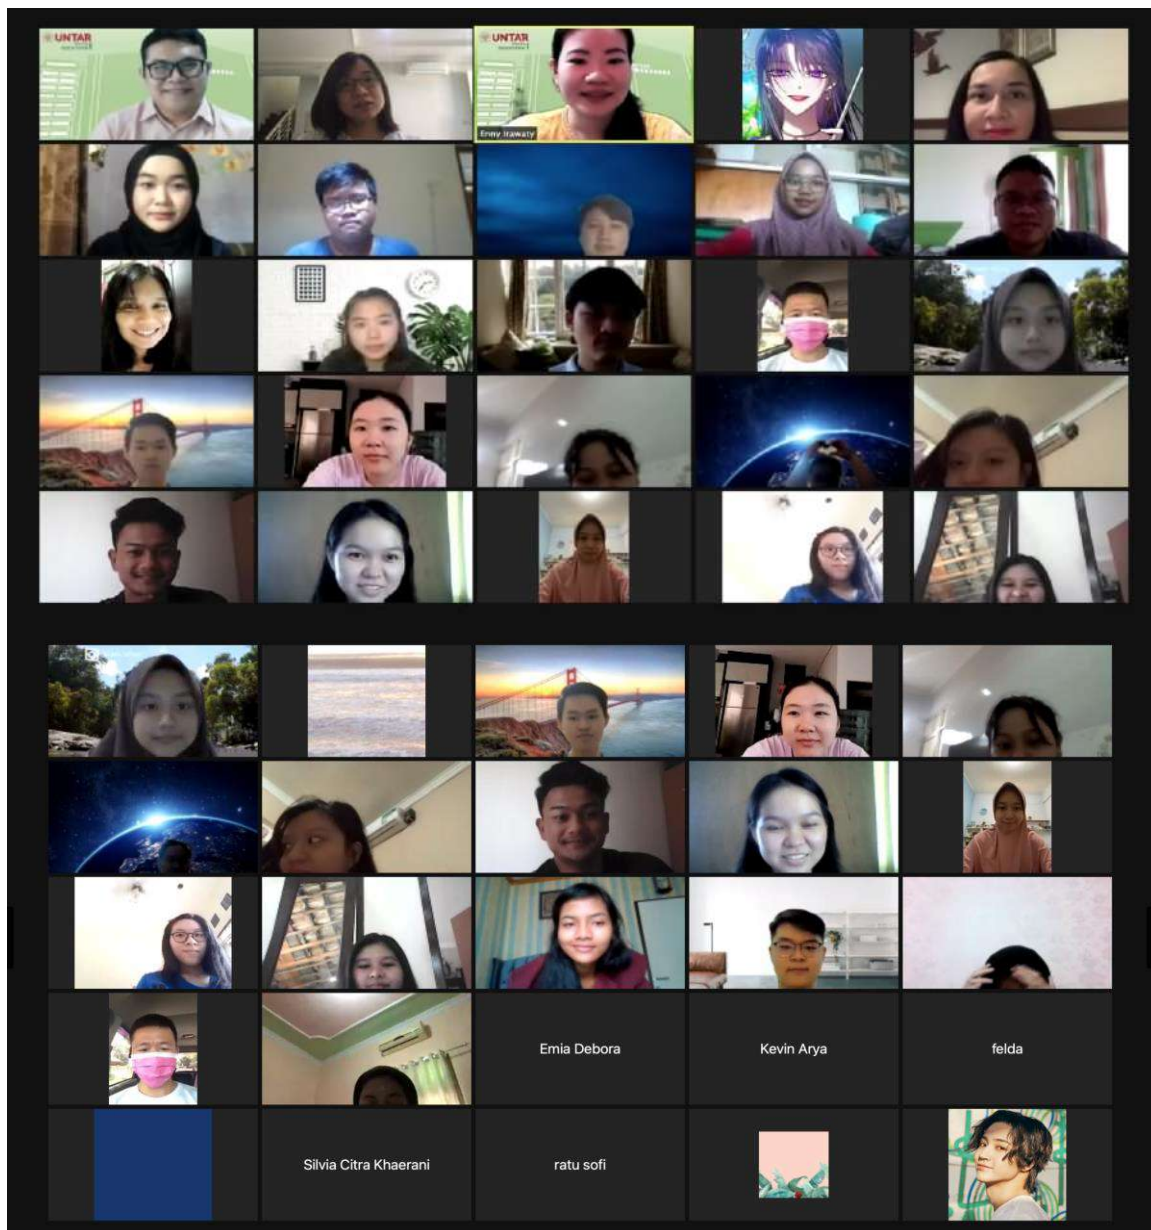 UNTAR
UNTAR
Enny Irawaty
Emia Debora
Kevin Arya
felda
Silvia Citra Khaerani
ratu sofi